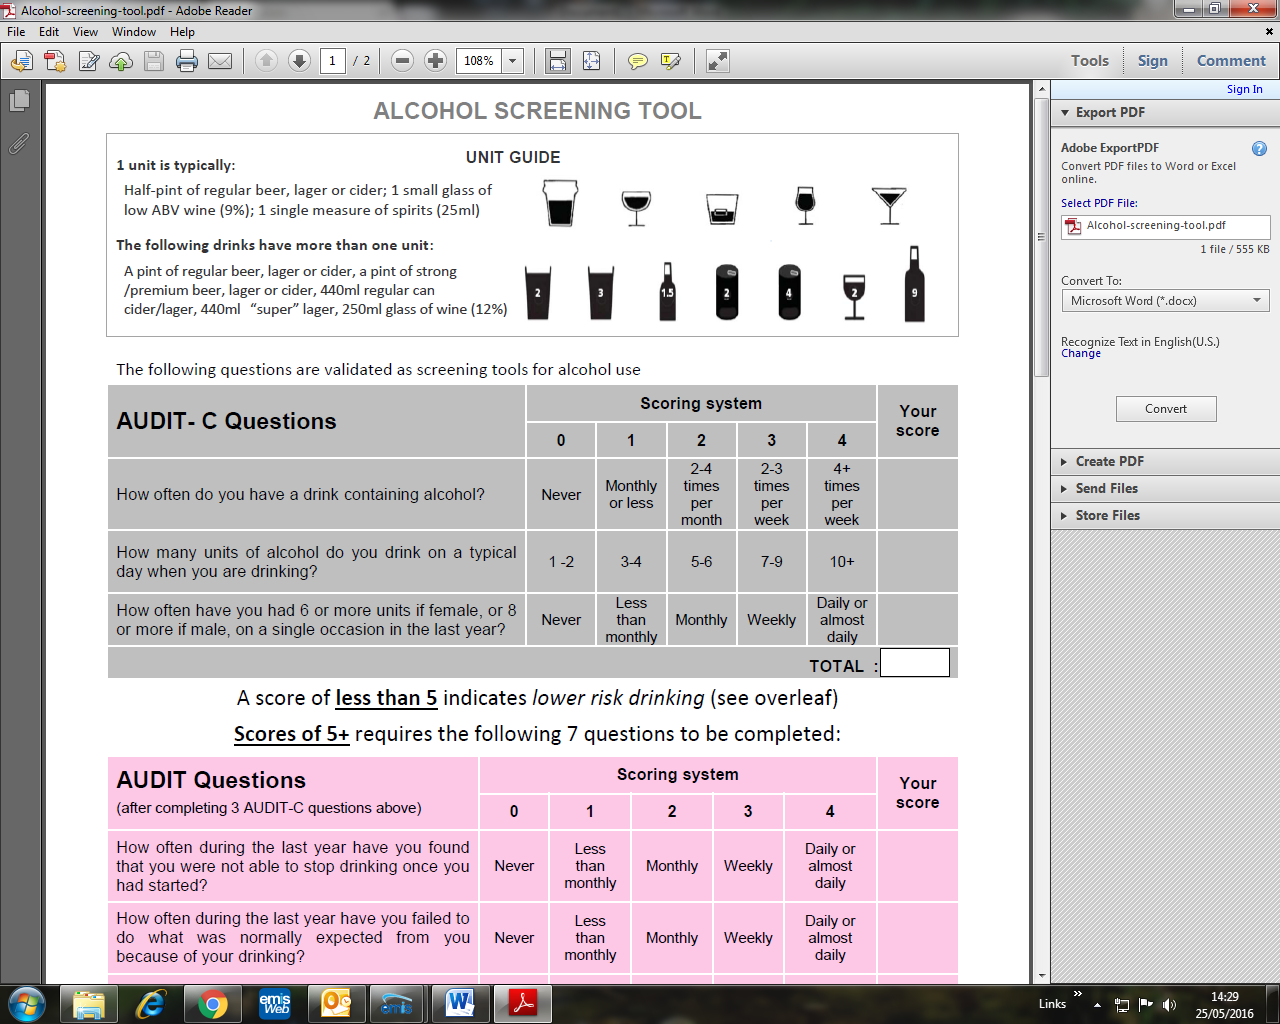 Alcohol-screening-tool.pdf - Adobe Reader
File Edit View Window Help
1 / 2 108% Tools Sign Comment
Sign In
Export PDF
Adobe ExportPDF
Convert PDF files to Word or Excel
online.
Select PDF File:
Alcohol-screening-tool.pdf
1 file / 555 KB
Convert To:
Microsoft Word (*.docx)
Recognize Text in English(U.S.)
Change
Convert
Create PDF
Send Files
Store Files
ALCOHOL SCREENING TOOL
UNIT GUIDE
1 unit is typically:
Half-pint of regular beer, lager or cider; 1 small glass of
low ABV wine (9%); 1 single measure of spirits (25ml)
The following drinks have more than one unit:
A pint of regular beer, lager or cider, a pint of strong
/premium beer, lager or cider, 440ml regular can
cider/lager, 440ml "super" lager, 250ml glass of wine (12%)
2 3 1.5 2 4 2 9
The following questions are validated as screening tools for alcohol use
AUDIT- C Questions
Scoring system
Your
score
0 1 2 3 4
How often do you have a drink containing alcohol?
Never
Monthly
or less
2-4
times
per
month
2-3
times
per
week
4+
times
per
week
How many units of alcohol do you drink on a typical
day when you are drinking?
1 -2 3-4 5-6 7-9 10+
How often have you had 6 or more units if female, or 8
or more if male, on a single occasion in the last year?
Never
Less
than
monthly
Monthly
Weekly
Daily or
almost
daily
TOTAL :
A score of less than 5 indicates lower risk drinking (see overleaf)
Scores of 5+ requires the following 7 questions to be completed:
AUDIT Questions
(after completing 3 AUDIT-C questions above)
Scoring system
Your
score
0 1 2 3 4
How often during the last year have you found
that you were not able to stop drinking once you
had started?
Never
Less
than
monthly
Monthly
Weekly
Daily or
almost
daily
How often during the last year have you failed to
do what was normally expected from you
because of your drinking?
Never
Less
than
monthly
Monthly
Weekly
Daily or
almost
daily
emis
Web
emis
Links
14:29
25/05/2016